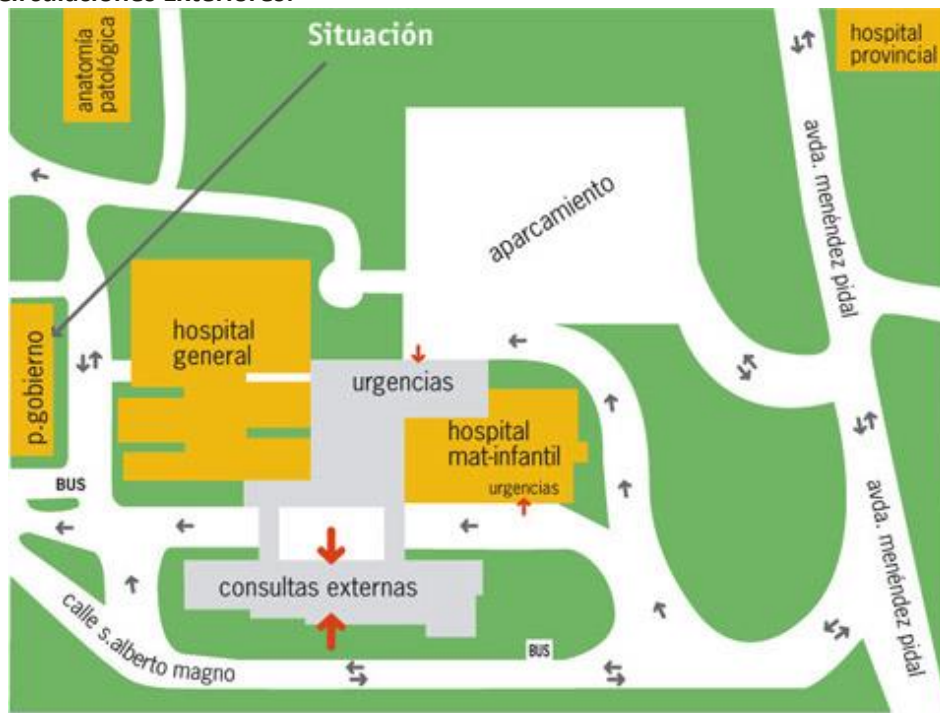 Circulaciones Exteriores:
Situación
anatomía
patológica
hospital
provincial
avda. menéndez pidal
aparcamiento
hospital
general
urgencias
p.gobierno
hospital
mat-infantil
urgencias
BUS
avda. menéndez pidal
consultas externas
calle s.alberto magno
BUS